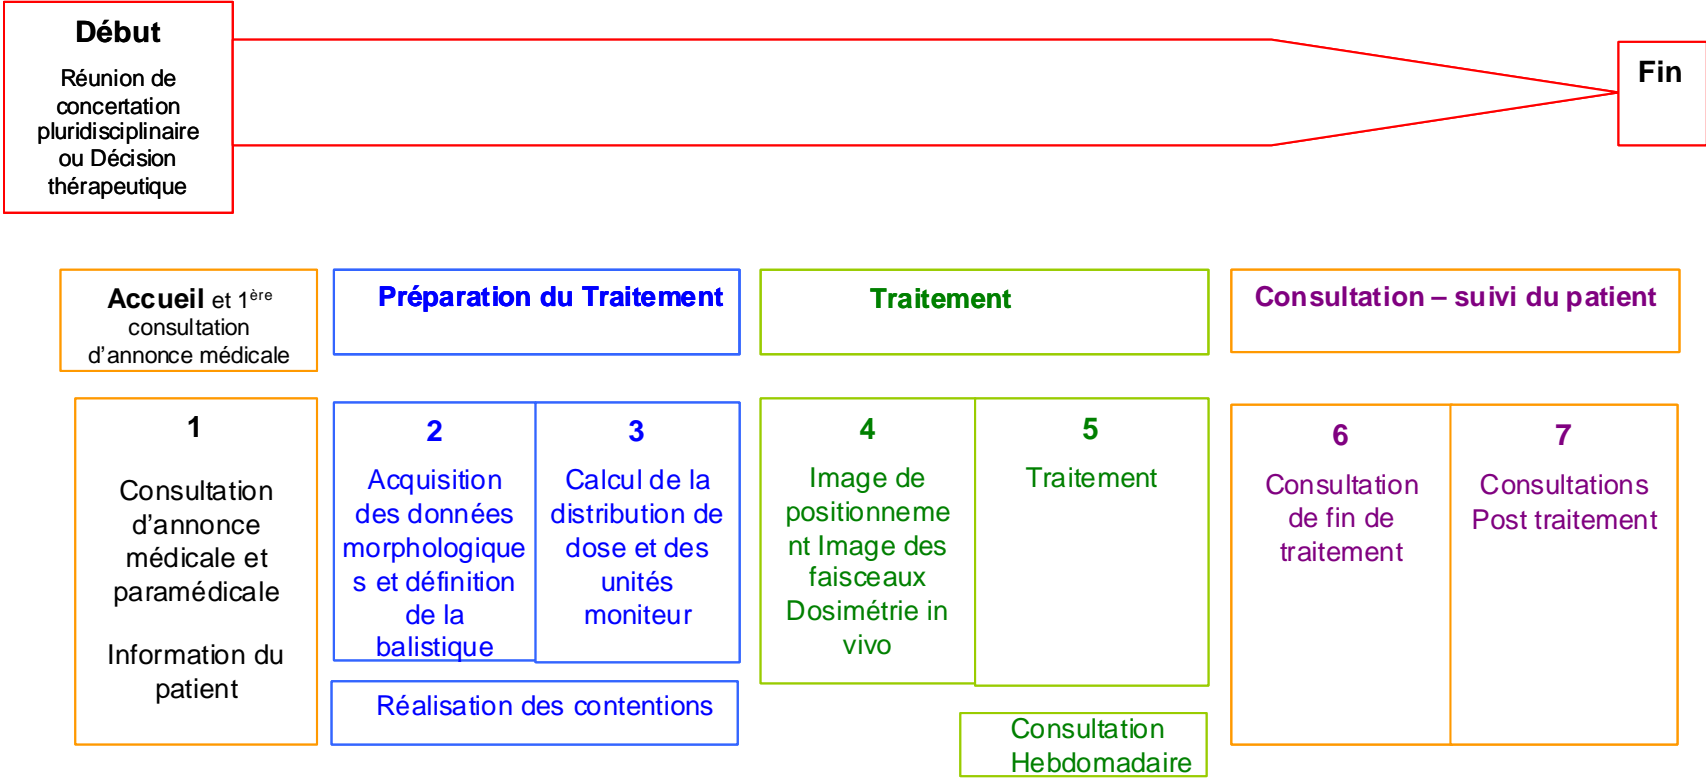 Début
Réunion de
concertation
pluridisciplinaire
ou Décision
thérapeutique
Fin
Accueil et 1ère
consultation
d’annonce médicale
Préparation du Traitement
Traitement
Consultation – suivi du patient
1
Consultation
d’annonce
médicale et
paramédicale
Information du
patient
2
Acquisition
des données
morphologique
s et définition
de la
balistique
3
Calcul de la
distribution de
dose et des
unités
moniteur
Réalisation des contentions
4
Image de
positionneme
nt Image des
faisceaux
Dosimétrie in
vivo
5
Traitement
Consultation
Hebdomadaire
6
Consultation
de fin de
traitement
7
Consultations
Post traitement